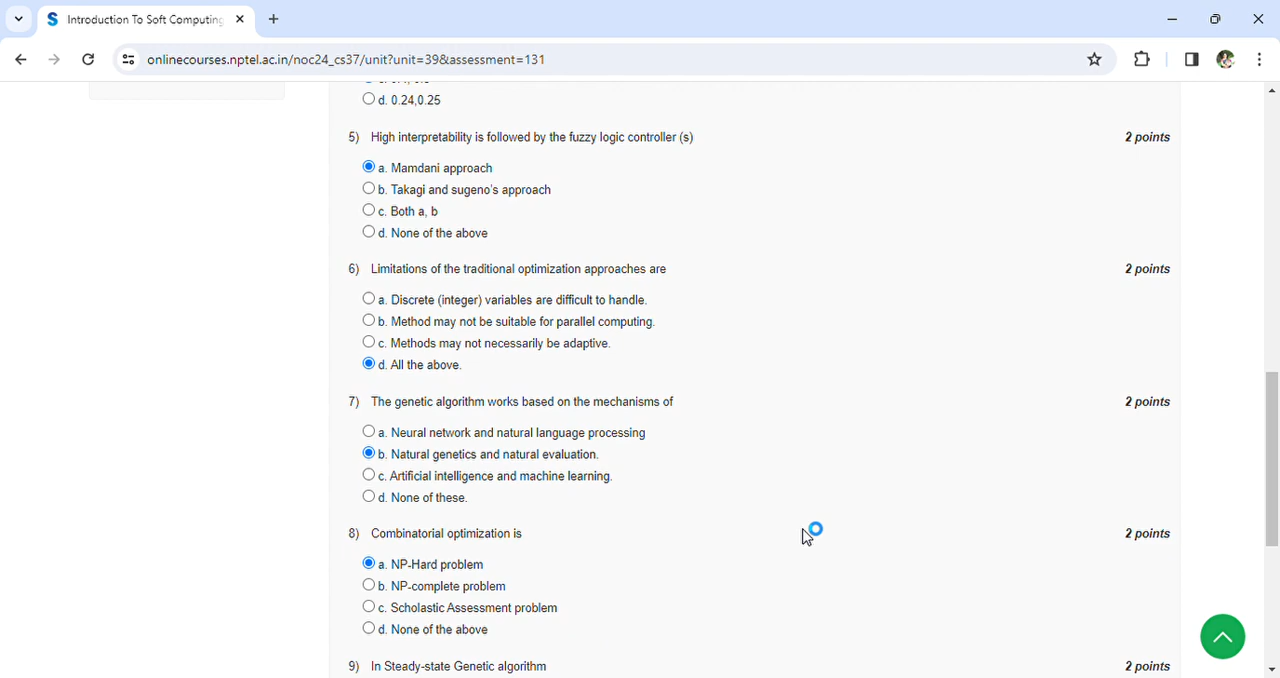 Introduction To Soft Computing
onlinecourses.nptel.ac.in/noc24_cs37/unit?unit=39&assessment=131
d. 0.24,0.25
5) High interpretability is followed by the fuzzy logic controller (s) 2 points
a. Mamdani approach
b. Takagi and sugeno's approach
c. Both a, b
d. None of the above
6) Limitations of the traditional optimization approaches are 2 points
a. Discrete (integer) variables are difficult to handle.
b. Method may not be suitable for parallel computing.
c. Methods may not necessarily be adaptive.
d. All the above.
7) The genetic algorithm works based on the mechanisms of 2 points
a. Neural network and natural language processing
b. Natural genetics and natural evaluation.
c. Artificial intelligence and machine learning.
d. None of these.
8) Combinatorial optimization is 2 points
a. NP-Hard problem
b. NP-complete problem
c. Scholastic Assessment problem
d. None of the above
9) In Steady-state Genetic algorithm 2 points